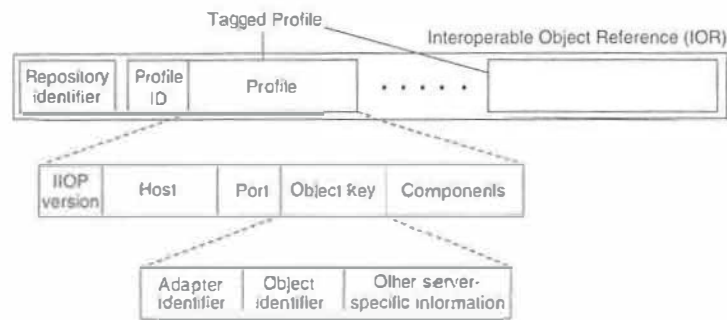 Tagged Profile
Interoperable Object Reference (IOR)
Repository identifier
Profile ID
Profile
IIOP version
Host
Port
Object key
Components
Adapter identifier
Object identifier
Other server-specific information